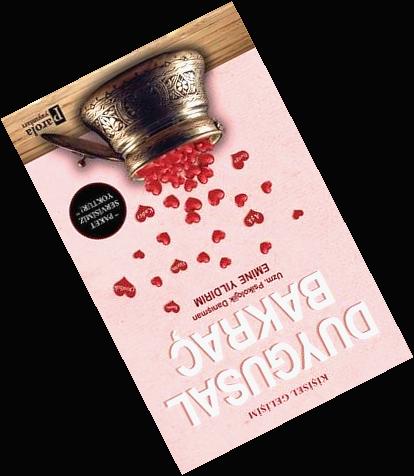 KİŞİSEL GELİŞİM
DUYGUSAL
BAKRAÇ
Uzm. Psikolojik Danışman
EMİNE YILDIRIM
"PAKET
SERVİSİMİZ
YOKTUR!"
Parola
yayınları